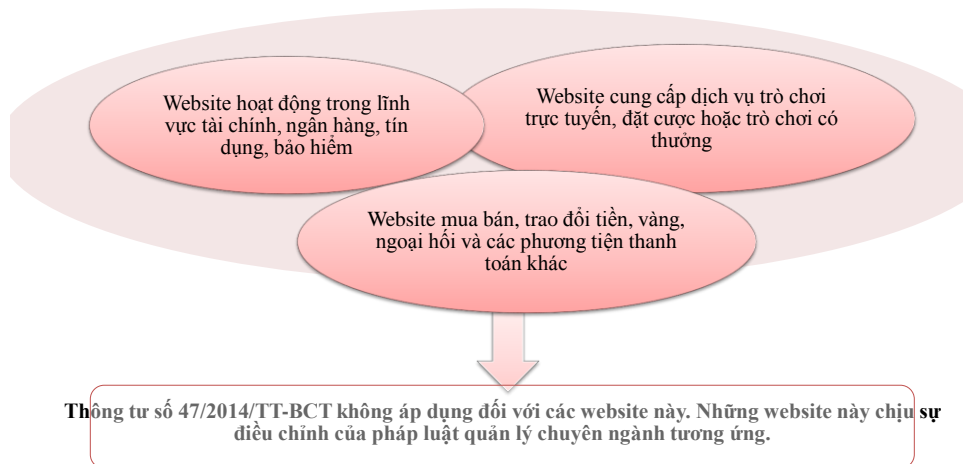 Website hoạt động trong lĩnh
vực tài chính, ngân hàng, tín
dụng, bảo hiểm
Website cung cấp dịch vụ trò chơi
trực tuyến, đặt cược hoặc trò chơi có
thưởng
Website mua bán, trao đổi tiền, vàng,
ngoại hối và các phương tiện thanh
toán khác
Thông tư số 47/2014/TT-BCT không áp dụng đối với các website này. Những website này chịu sự
điều chỉnh của pháp luật quản lý chuyên ngành tương ứng.